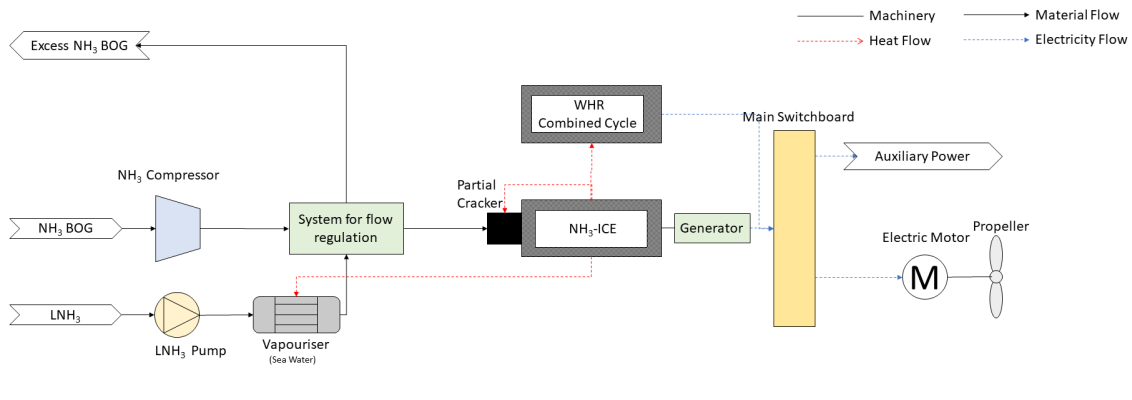 Machinery
Material Flow
Heat Flow
Electricity Flow
Excess NH₃ BOG
WHR
Combined Cycle
Main Switchboard
Auxiliary Power
NH₃ Compressor
Partial
Cracker
NH₃ BOG
System for flow
regulation
NH₃-ICE
Generator
Electric Motor
Propeller
M
LNH₃
LNH₃ Pump
Vapouriser
(Sea Water)